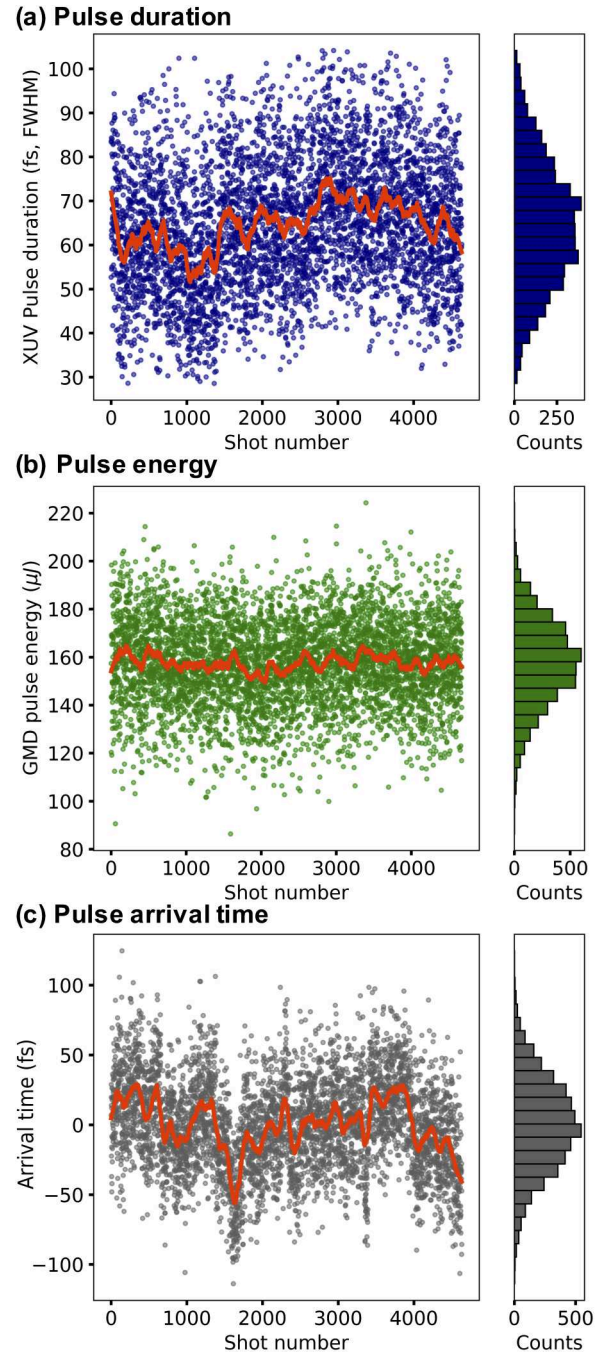 (a) Pulse duration
XUV Pulse duration (fs, FWHM)
100
90
80
70
60
50
40
30
0 1000 2000 3000 4000
Shot number
0 250
Counts
(b) Pulse energy
GMD pulse energy (μJ)
220
200
180
160
140
120
100
80
0 1000 2000 3000 4000
Shot number
0 500
Counts
(c) Pulse arrival time
Arrival time (fs)
100
50
0
−50
−100
0 1000 2000 3000 4000
Shot number
0 500
Counts